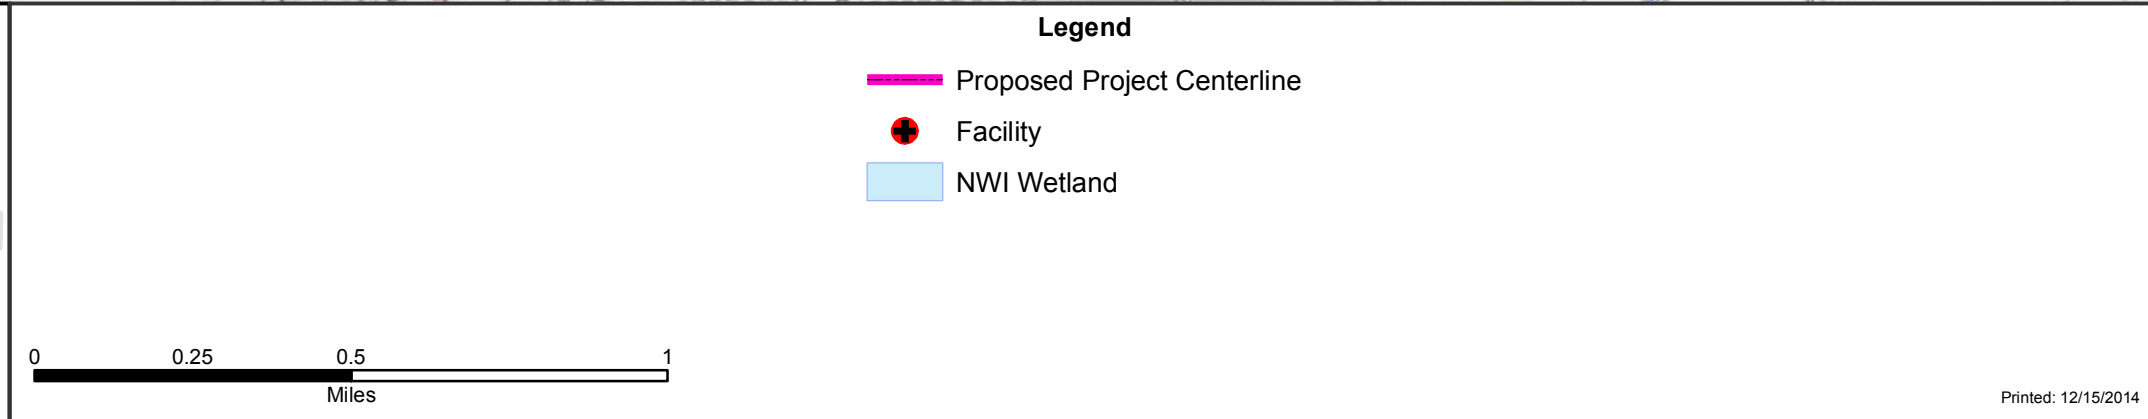 Legend
Proposed Project Centerline
Facility
NWI Wetland
0 0.25 0.5 1
Miles
Printed: 12/15/2014